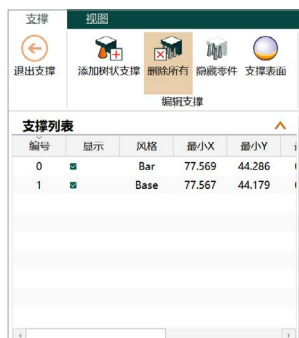 支撑 视图
退出支撑 添加树状支撑 删除所有 隐藏零件 支撑表面
编辑支撑
支撑列表
编号 显示 风格 最小X 最小Y
0 Bar 77.569 44.286
1 Base 77.567 44.179